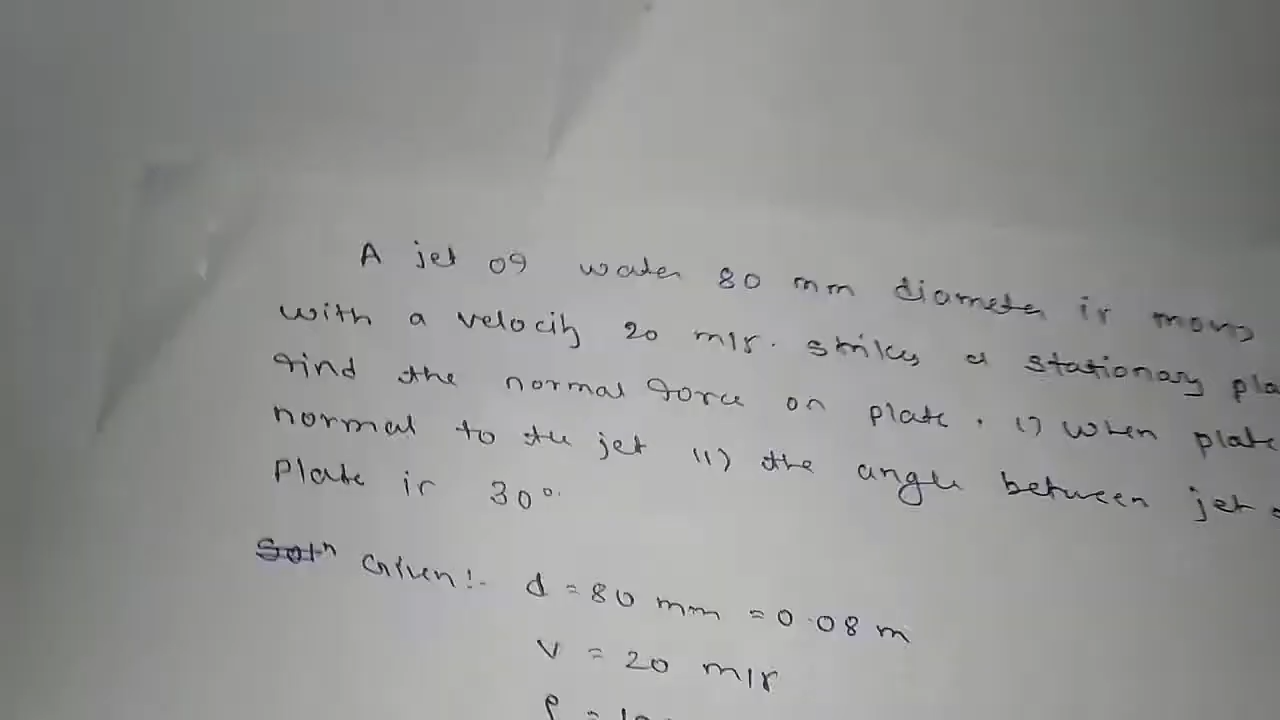 A jet of water 80 mm diameter is moving
with a velocity 20 m/s. strikes a stationary
find the normal force on plate. i) When plate
normal to the jet ii) the angle between jet
Plate is 30°.
Soln Given:- d = 80 mm = 0.08 m
V = 20 m/s
ρ =